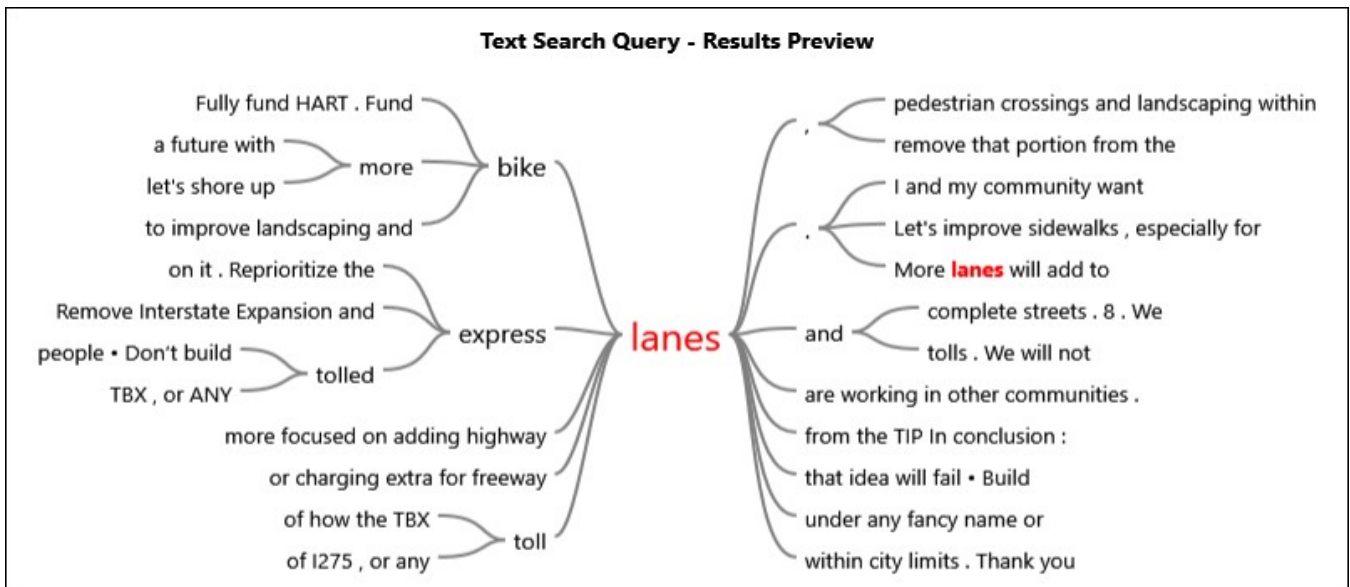 Text Search Query - Results Preview
Fully fund HART . Fund
a future with
let's shore up
more
to improve landscaping and
bike
on it . Reprioritize the
Remove Interstate Expansion and
people • Don't build
TBX , or ANY
tolled
express
more focused on adding highway
or charging extra for freeway
of how the TBX
of I275 , or any
toll
lanes
,
pedestrian crossings and landscaping within
remove that portion from the
.
I and my community want
Let's improve sidewalks , especially for
More lanes will add to
and
complete streets . 8 . We
tolls . We will not
are working in other communities .
from the TIP In conclusion :
that idea will fail • Build
under any fancy name or
within city limits . Thank you